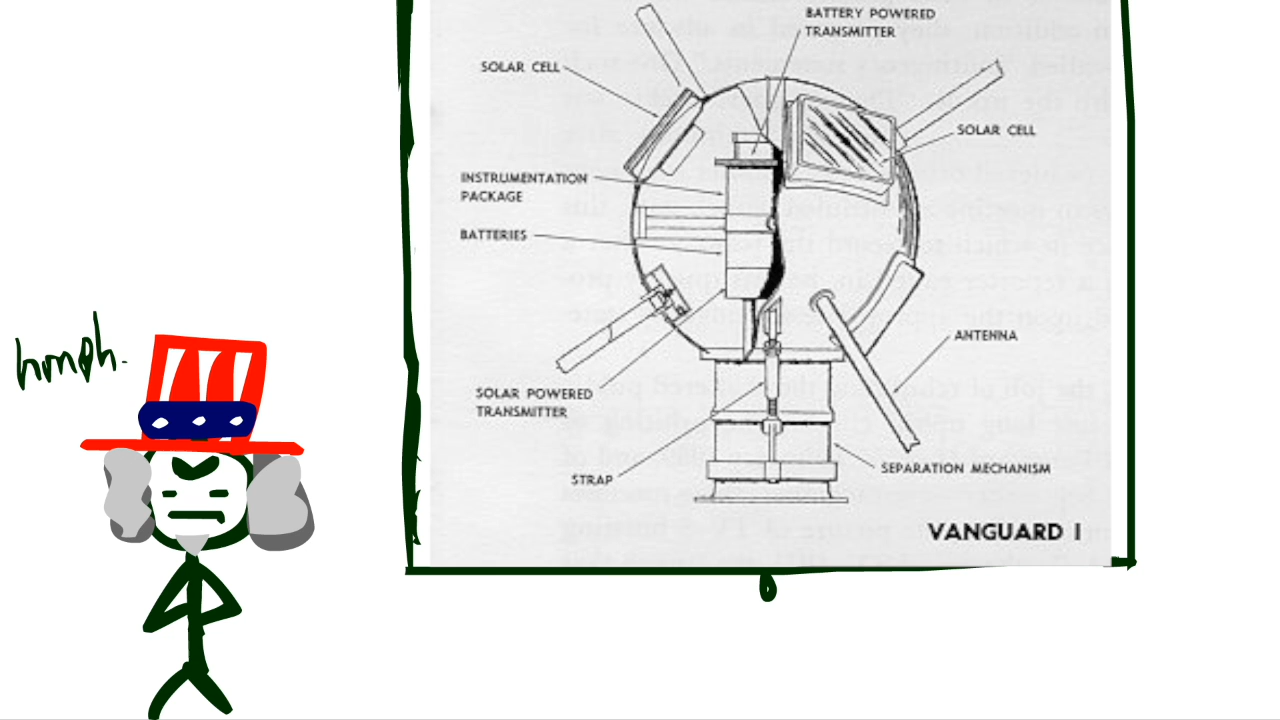 BATTERY POWERED
TRANSMITTER
SOLAR CELL
SOLAR CELL
INSTRUMENTATION
PACKAGE
BATTERIES
hmph.
ANTENNA
SOLAR POWERED
TRANSMITTER
STRAP
SEPARATION MECHANISM
VANGUARD I